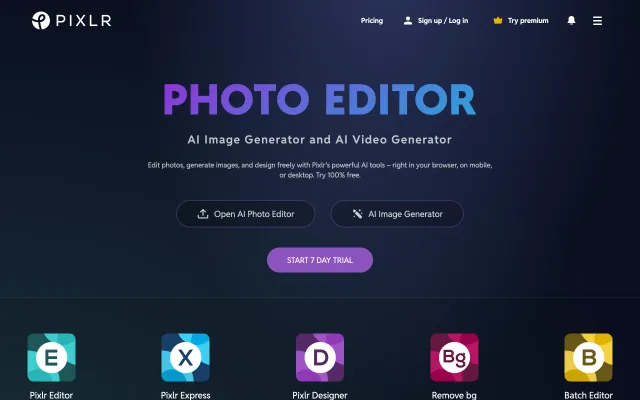 PIXLR
Pricing
Sign up / Log in
Try premium
PHOTO EDITOR
AI Image Generator and AI Video Generator
Edit photos, generate images, and design freely with Pixlr's powerful AI tools – right in your browser, on mobile,
or desktop. Try 100% free.
Open AI Photo Editor
AI Image Generator
START 7 DAY TRIAL
E
X
D
Bg
B
Pixlr Editor
Pixlr Express
Pixlr Designer
Remove bg
Batch Editor